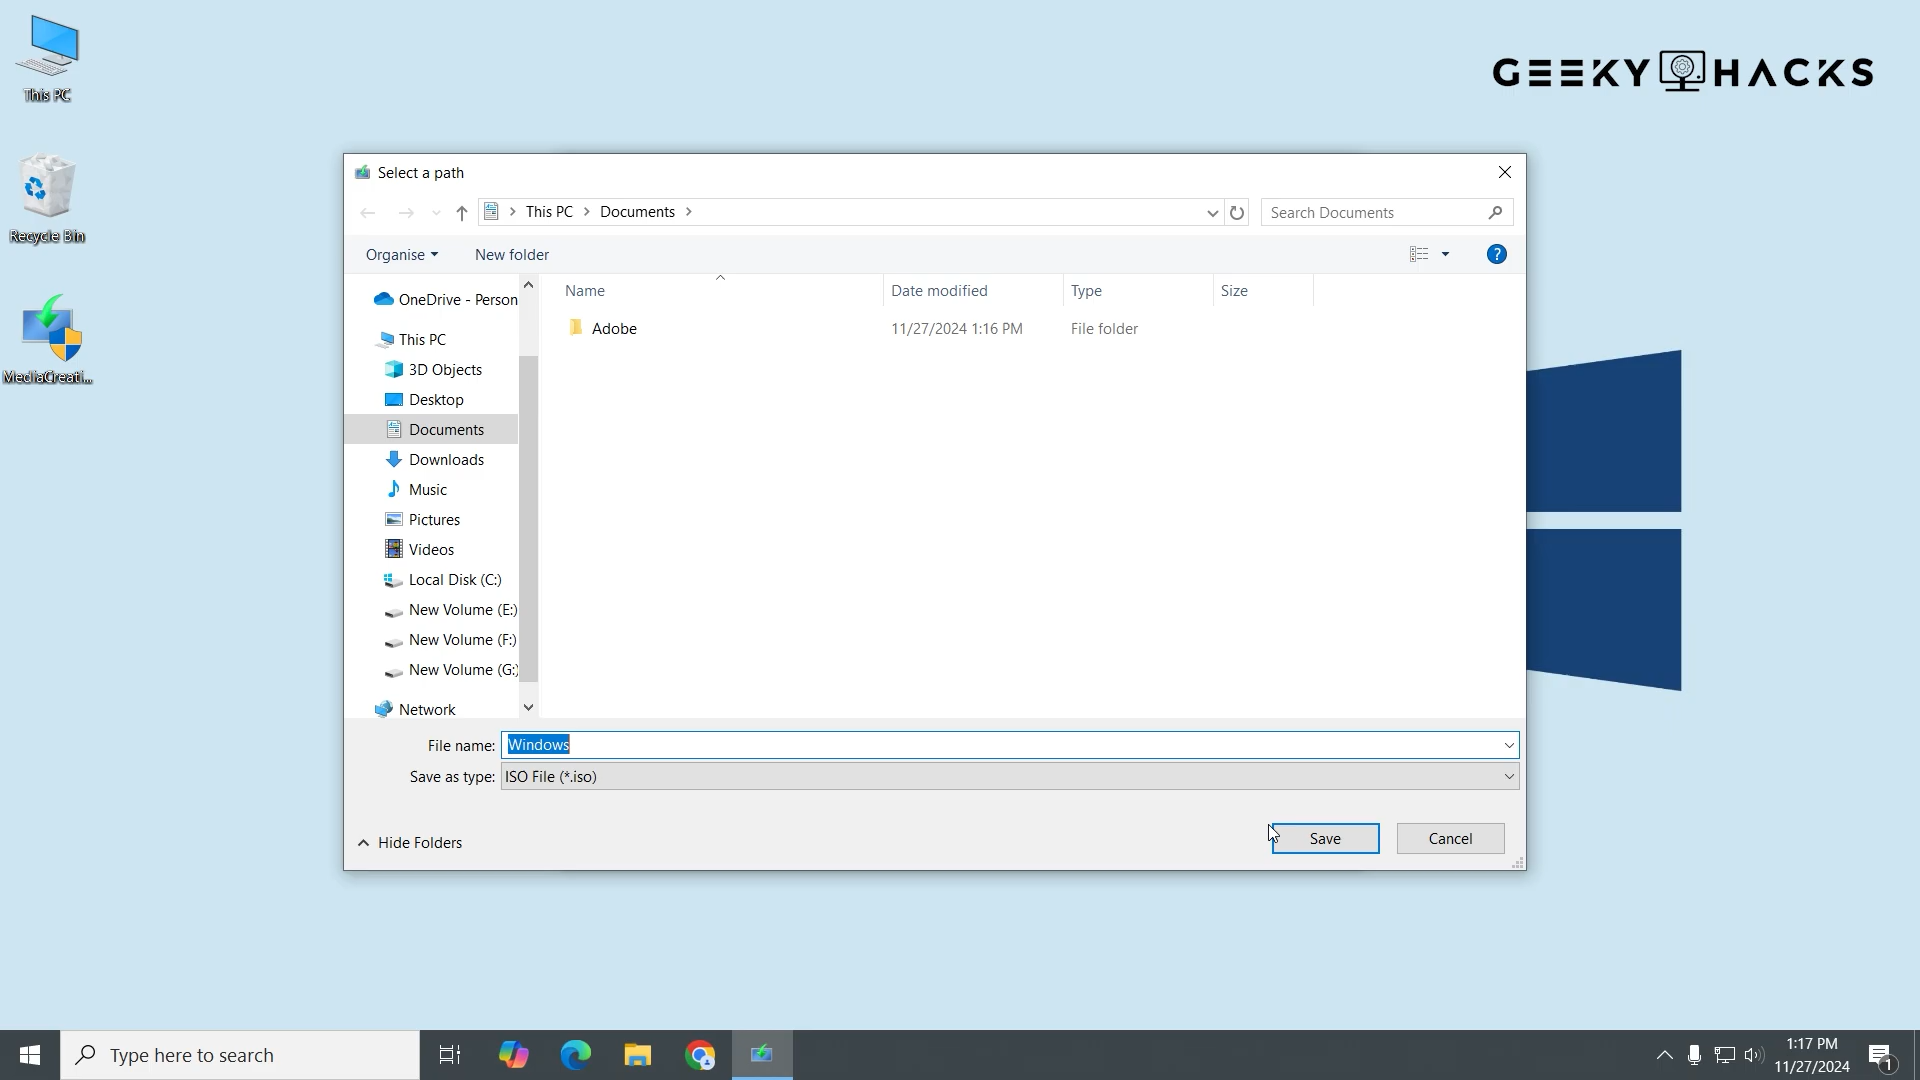 This PC
Recycle Bin
MediaCreati...
GEEKY HACKS
Select a path
This PC
Documents
Search Documents
Organise
New folder
Name
Date modified
Type
Size
Adobe
11/27/2024 1:16 PM
File folder
OneDrive - Person
This PC
3D Objects
Desktop
Documents
Downloads
Music
Pictures
Videos
Local Disk (C:)
New Volume (E:)
New Volume (F:)
New Volume (G:)
Network
File name: Windows
Save as type: ISO File (*.iso)
Hide Folders
Save
Cancel
Type here to search
1:17 PM
11/27/2024
1